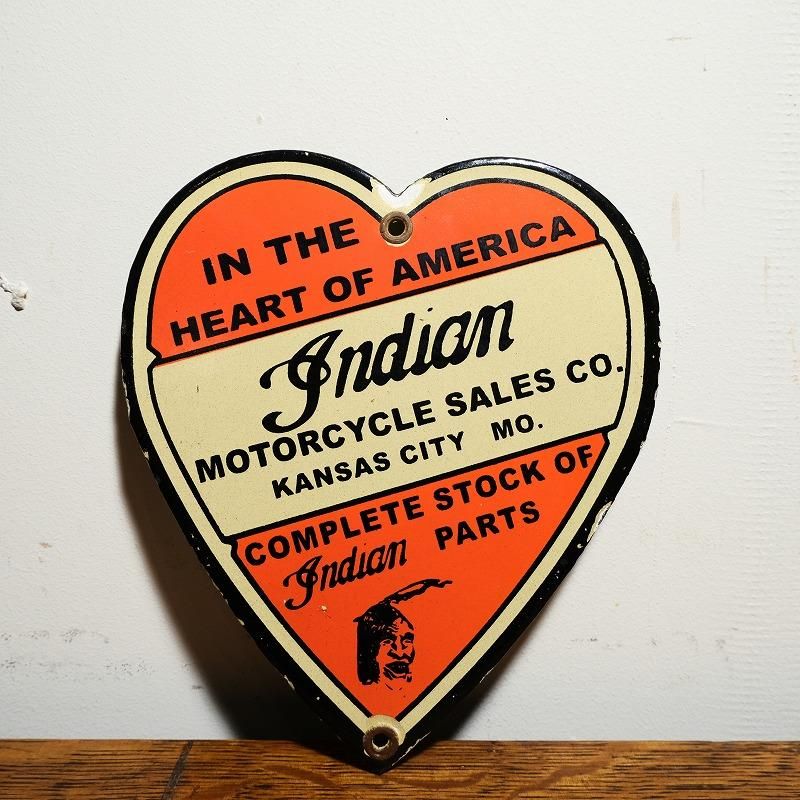 IN THE
HEART OF AMERICA
Indian
MOTORCYCLE SALES CO.
KANSAS CITY MO.
COMPLETE STOCK OF
Indian PARTS